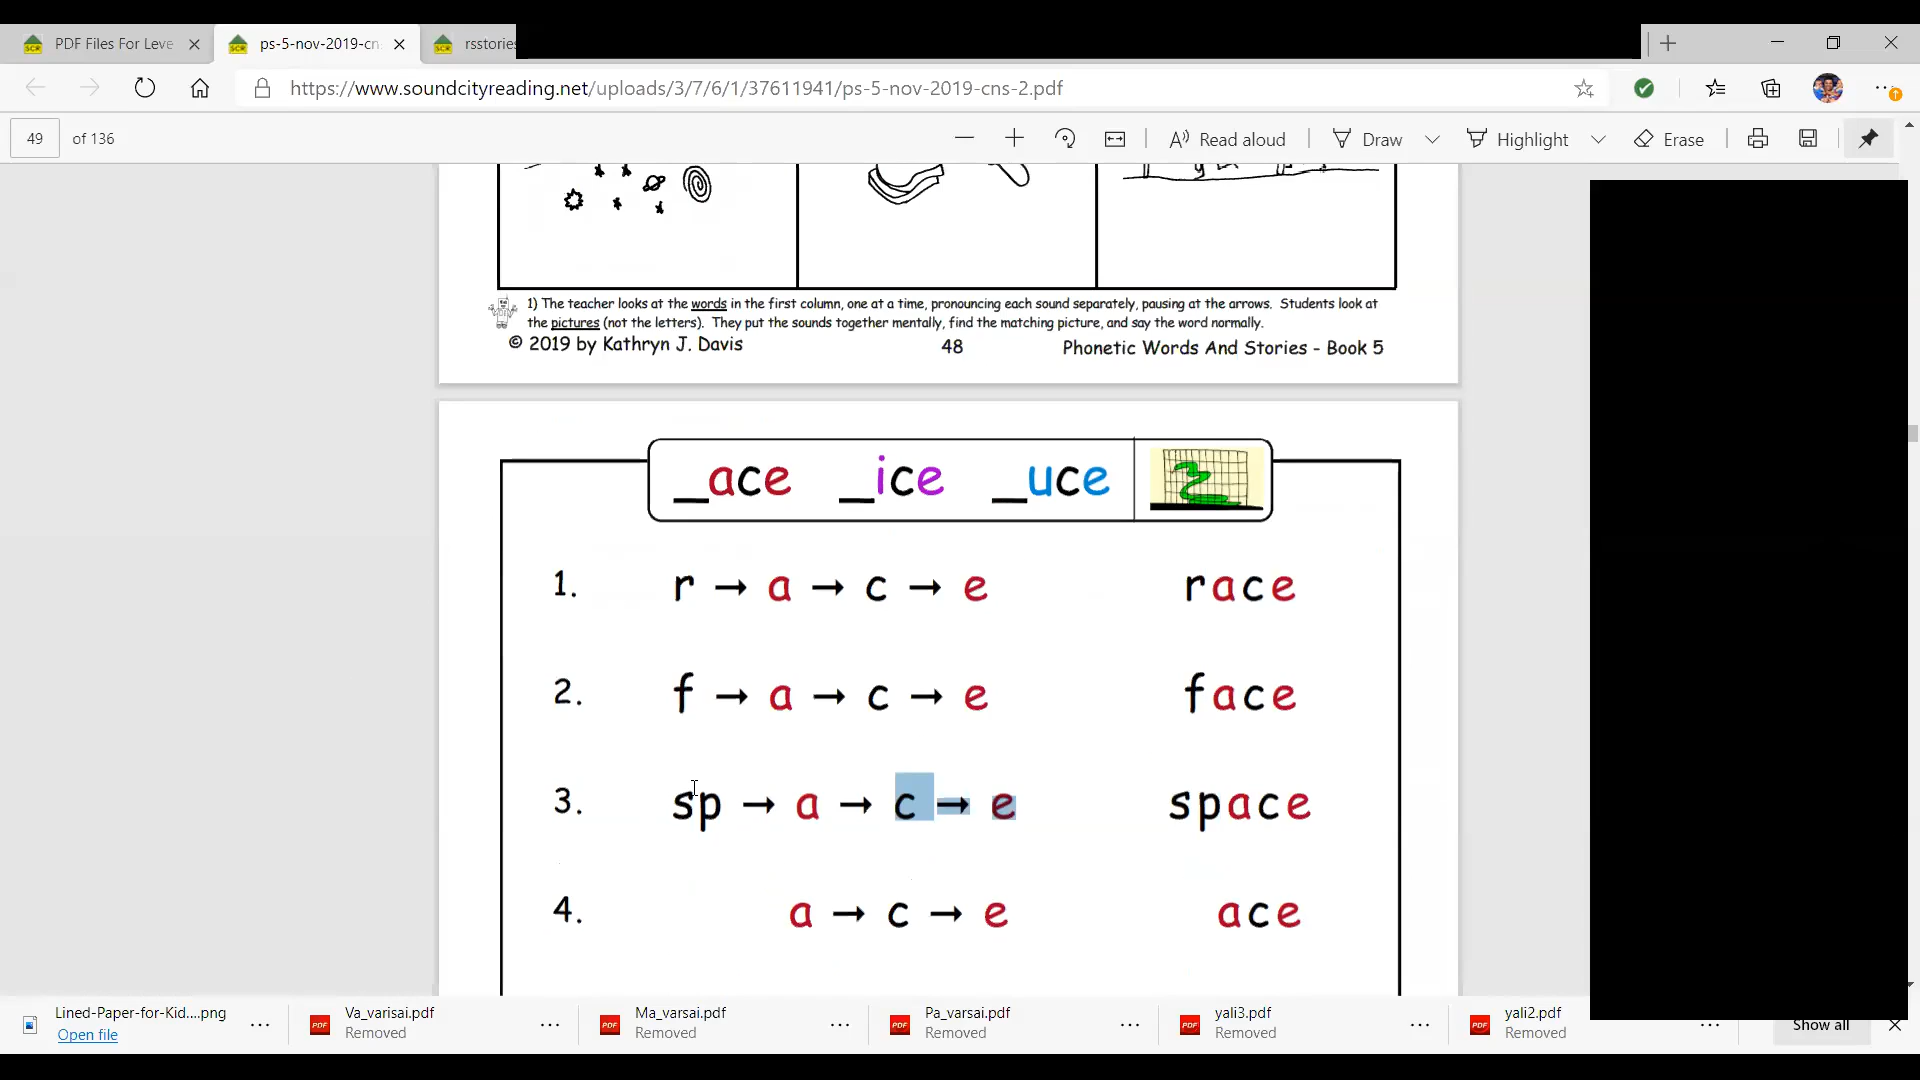 PDF Files For Leve
ps-5-nov-2019-cn
rsstories
https://www.soundcityreading.net/uploads/3/7/6/1/37611941/ps-5-nov-2019-cns-2.pdf
49 of 136
Read aloud
Draw
Highlight
Erase
1) The teacher looks at the words in the first column, one at a time, pronouncing each sound separately, pausing at the arrows. Students look at
the pictures (not the letters). They put the sounds together mentally, find the matching picture, and say the word normally.
© 2019 by Kathryn J. Davis 48 Phonetic Words And Stories - Book 5
_ace _ice _uce
1. r → a → c → e race
2. f → a → c → e face
3. sp → a → c → e space
4. a → c → e ace
Lined-Paper-for-Kid....png
Open file
Va_varisai.pdf
Removed
Ma_varsai.pdf
Removed
Pa_varsai.pdf
Removed
yali3.pdf
Removed
yali2.pdf
Removed
Show all